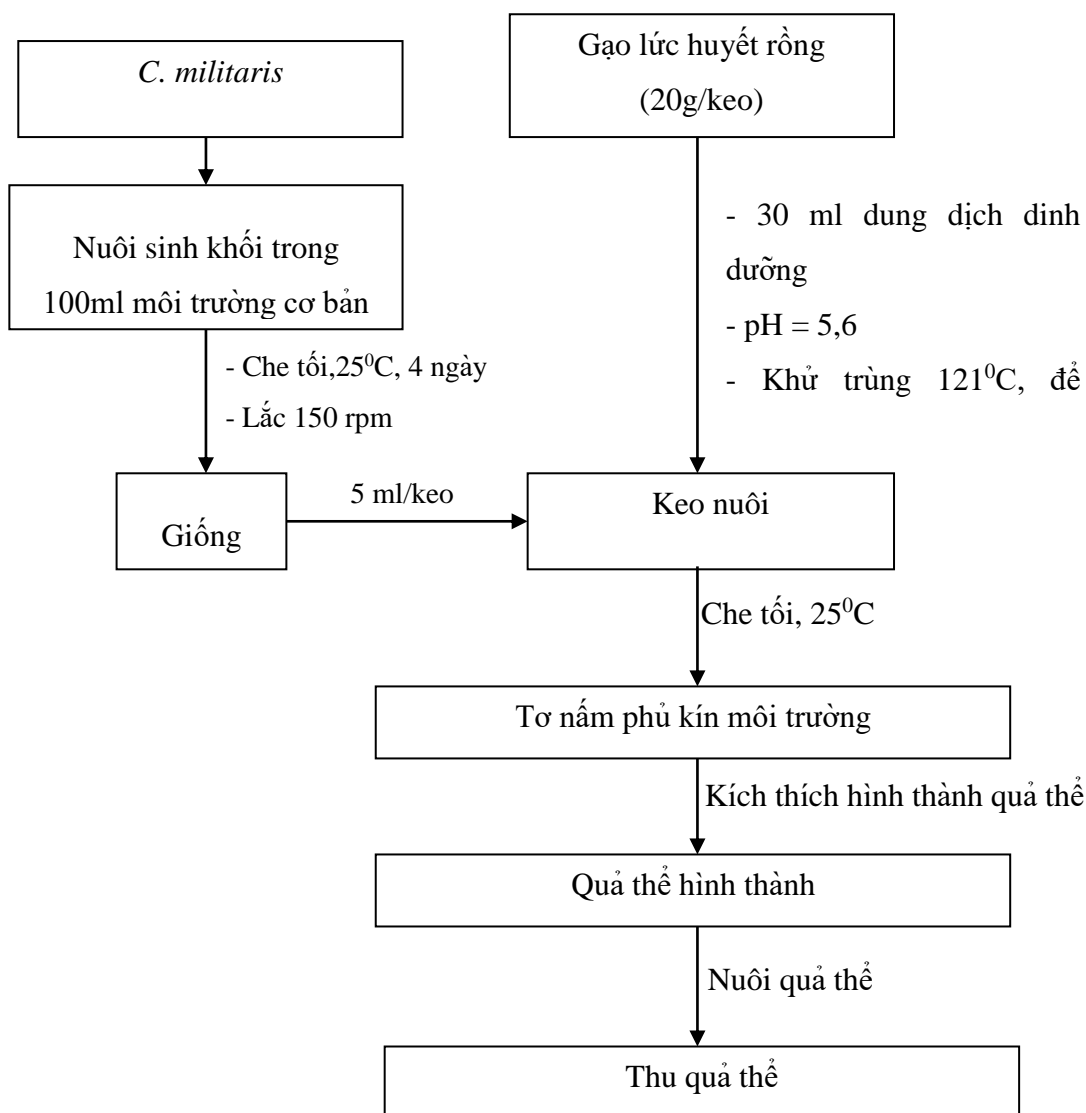 C. militaris
Gạo lức huyết rồng
(20g/keo)
Nuôi sinh khối trong
100ml môi trường cơ bản
- 30 ml dung dịch dinh
dưỡng
- pH = 5,6
- Khử trùng 121⁰C, để
- Che tối,25⁰C, 4 ngày
- Lắc 150 rpm
Giống
5 ml/keo
Keo nuôi
Che tối, 25⁰C
Tơ nấm phủ kín môi trường
Kích thích hình thành quả thể
Quả thể hình thành
Nuôi quả thể
Thu quả thể